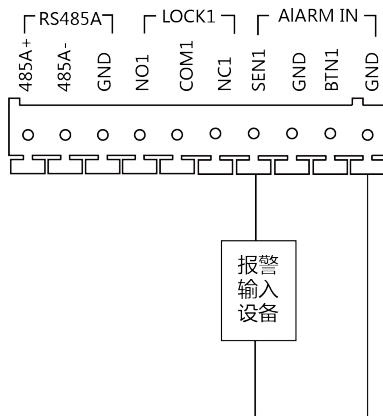 RS485A LOCK1 AlARM IN
485A+ 485A- GND NO1 COM1 NC1 SEN1 GND BTN1 GND
报警
输入
设备